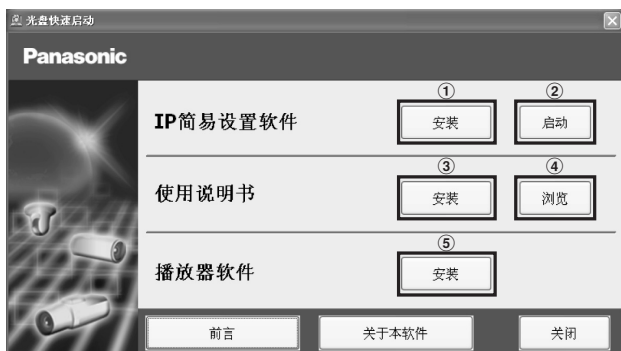 光盘快速启动
Panasonic
① ②
IP简易设置软件 安装 启动
③ ④
使用说明书 安装 浏览
⑤
播放器软件 安装
前言 关于本软件 关闭